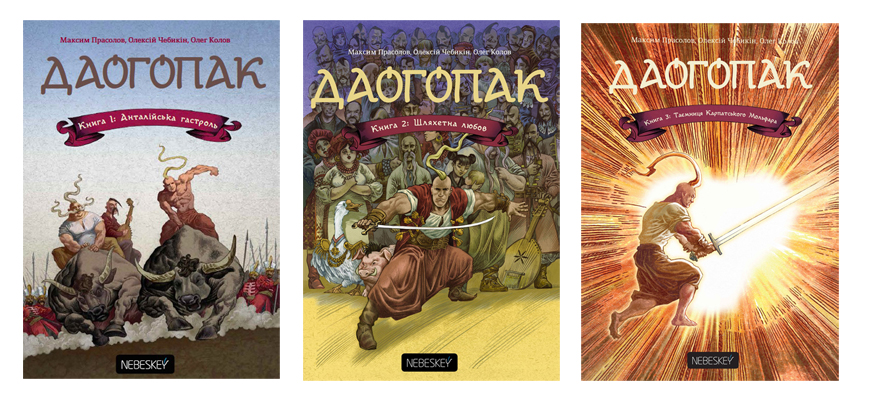 Максим Прасолов, Олексій Чебикін, Олег Колов
ДАОГОПАК
Книга 1: Анталійська гастроль
NEBESKEY
Максим Прасолов, Олексій Чебикін, Олег Колов
ДАОГОПАК
Книга 2: Шляхетна любов
NEBESKEY
Максим Прасолов, Олексій Чебикін, Олег Колов
ДАОГОПАК
Книга 3: Таємниця Карпатського Мольфара
NEBESKEY